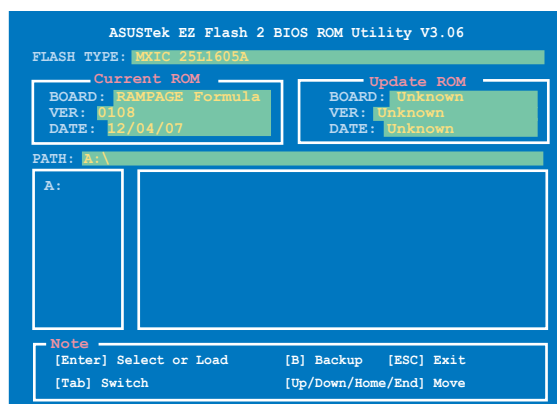 ASUSTek EZ Flash 2 BIOS ROM Utility V3.06
FLASH TYPE: MXIC 25L1605A
Current ROM
BOARD: RAMPAGE Formula
VER: 0108
DATE: 12/04/07
Update ROM
BOARD: Unknown
VER: Unknown
DATE: Unknown
PATH: A:\
A:
Note
[Enter] Select or Load [B] Backup [ESC] Exit
[Tab] Switch [Up/Down/Home/End] Move